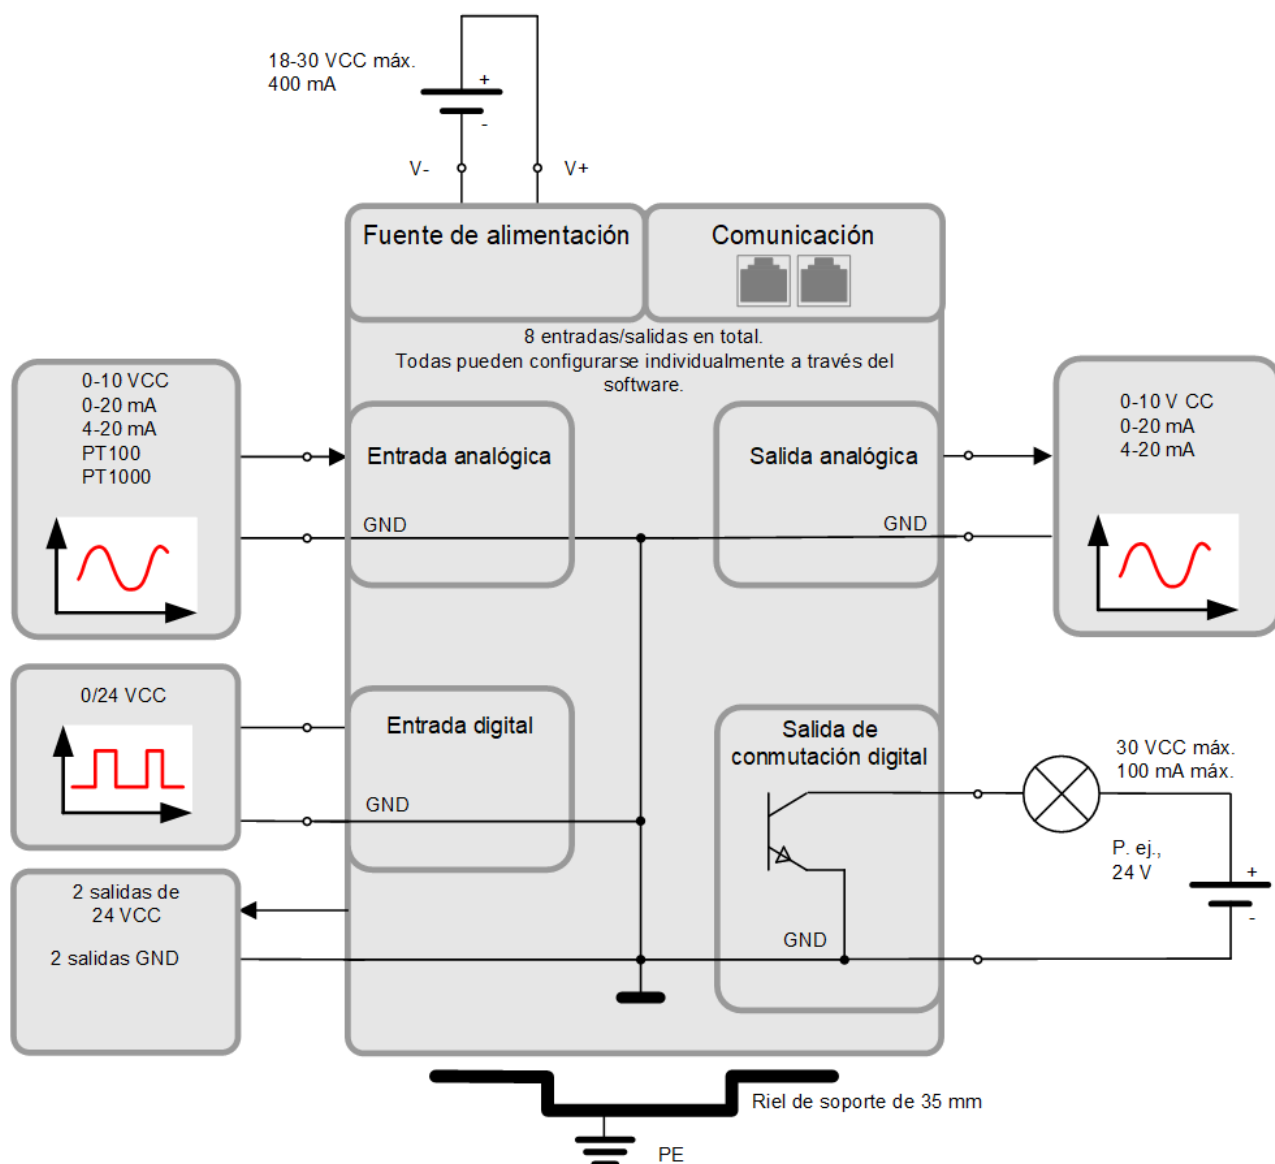 18-30 VCC máx.
400 mA
+
-
V-
V+
Fuente de alimentación
Comunicación
8 entradas/salidas en total.
Todas pueden configurarse individualmente a través del
software.
0-10 VCC
0-20 mA
4-20 mA
PT100
PT1000
Entrada analógica
GND
Salida analógica
GND
0-10 V CC
0-20 mA
4-20 mA
0/24 VCC
Entrada digital
GND
Salida de
conmutación digital
GND
30 VCC máx.
100 mA máx.
P. ej.,
24 V
+
-
2 salidas de
24 VCC
2 salidas GND
Riel de soporte de 35 mm
PE